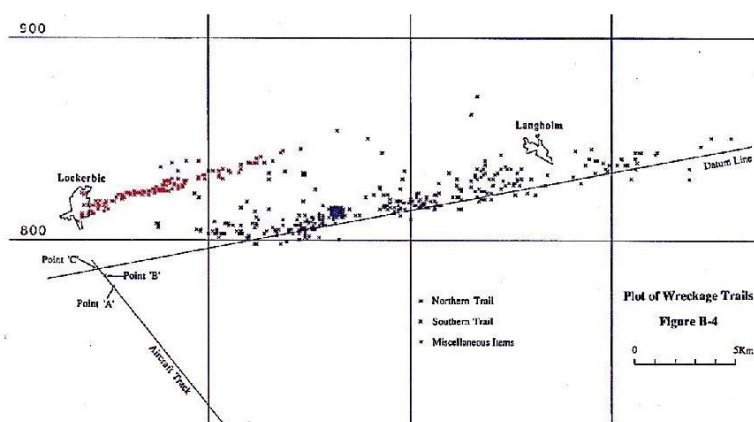 900
Langholm
Lockerbie
Datum Line
800
Point 'C'
Point 'B'
Point 'A'
Aircraft Track
Northern Trail
Southern Trail
Miscellaneous Items
Plot of Wreckage Trails
Figure B-4
0 5Km